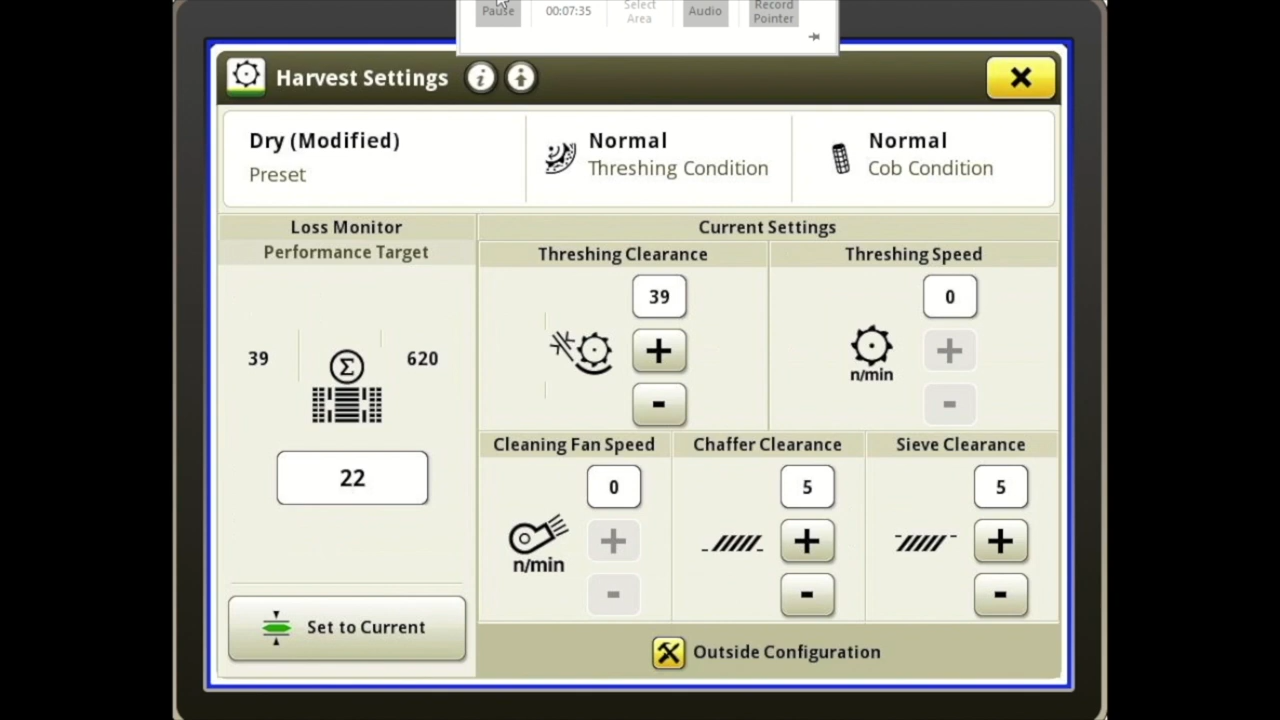 Pause
00:07:35
Select
Area
Audio
Record
Pointer
Harvest Settings
Dry (Modified)
Preset
Normal
Threshing Condition
Normal
Cob Condition
Loss Monitor
Performance Target
39
620
22
Set to Current
Current Settings
Threshing Clearance
39
+
-
Threshing Speed
0
n/min
+
-
Cleaning Fan Speed
0
n/min
+
-
Chaffer Clearance
5
+
-
Sieve Clearance
5
+
-
Outside Configuration